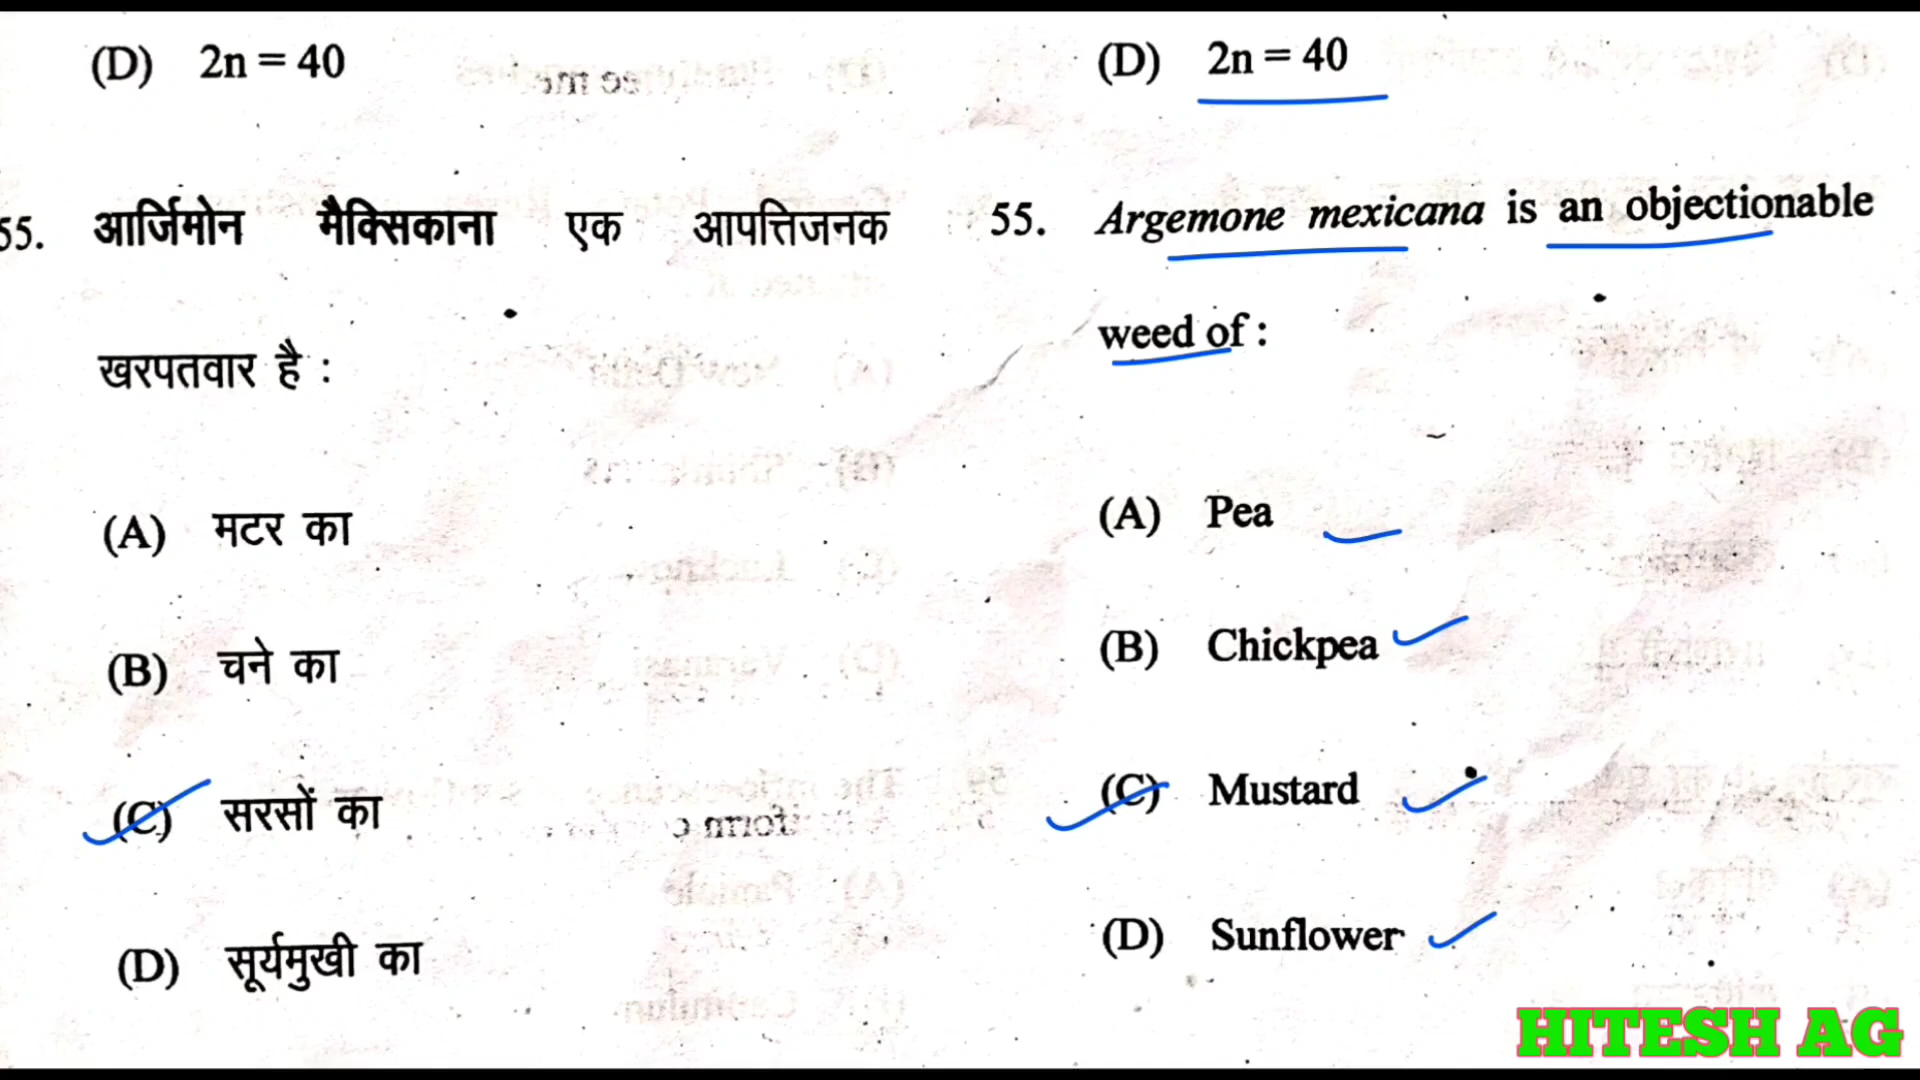 (D) 2n = 40
55. आर्जिमोन मैक्सिकाना एक आपत्तिजनक
खरपतवार है :
(A) मटर का
(B) चने का
(C) सरसों का
(D) सूर्यमुखी का
(D) 2n = 40
55. Argemone mexicana is an objectionable
weed of :
(A) Pea
(B) Chickpea
(C) Mustard
(D) Sunflower
HITESH AG